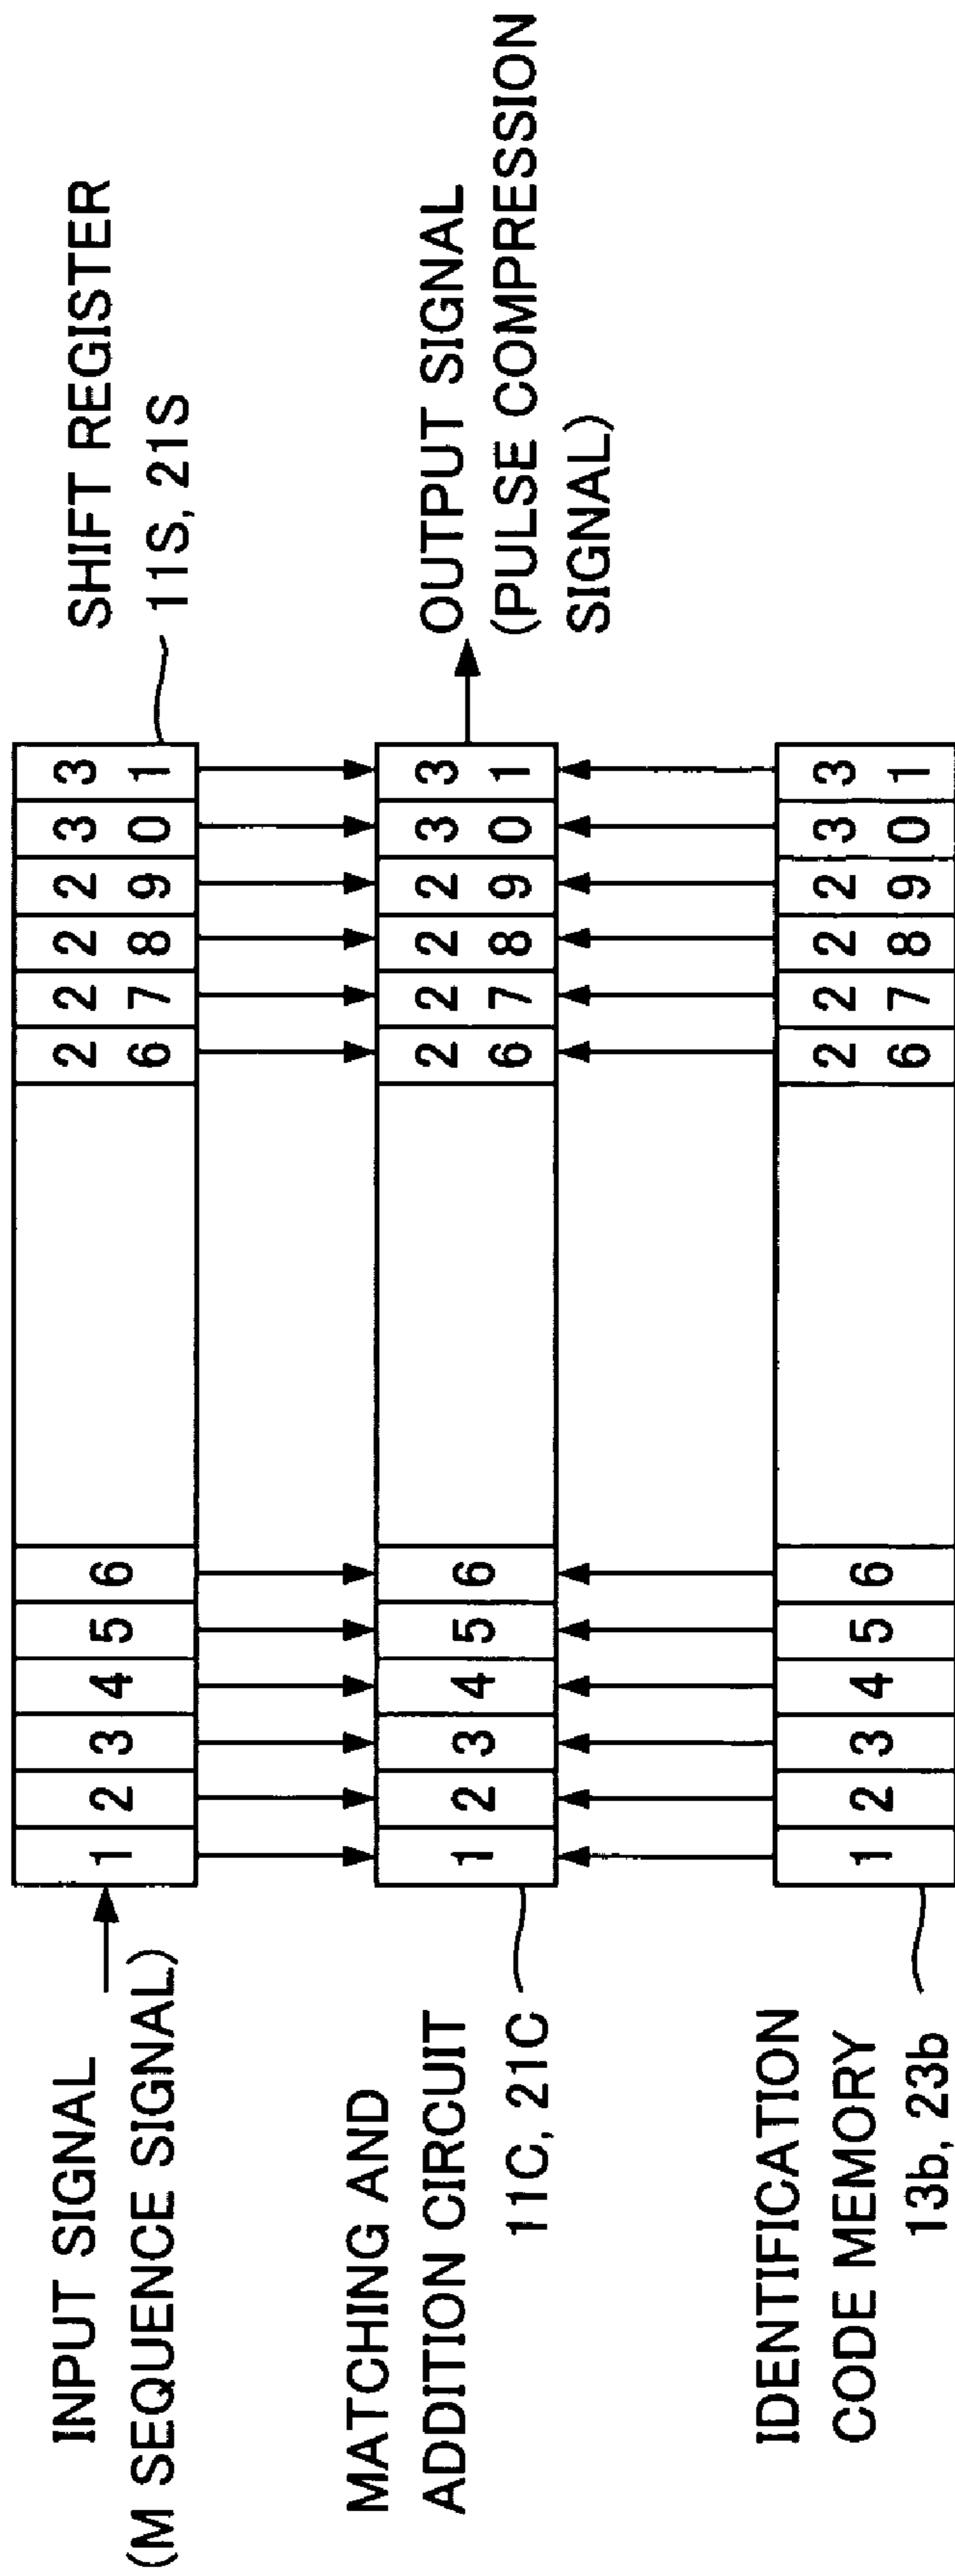 INPUT SIGNAL
(M SEQUENCE SIGNAL)
1 2 3 4 5 6 26 27 28 29 30 31
SHIFT REGISTER
11S, 21S
MATCHING AND
ADDITION CIRCUIT
11C, 21C
1 2 3 4 5 6 26 27 28 29 30 31
OUTPUT SIGNAL
(PULSE COMPRESSION
SIGNAL)
IDENTIFICATION
CODE MEMORY
13b, 23b
1 2 3 4 5 6 26 27 28 29 30 31